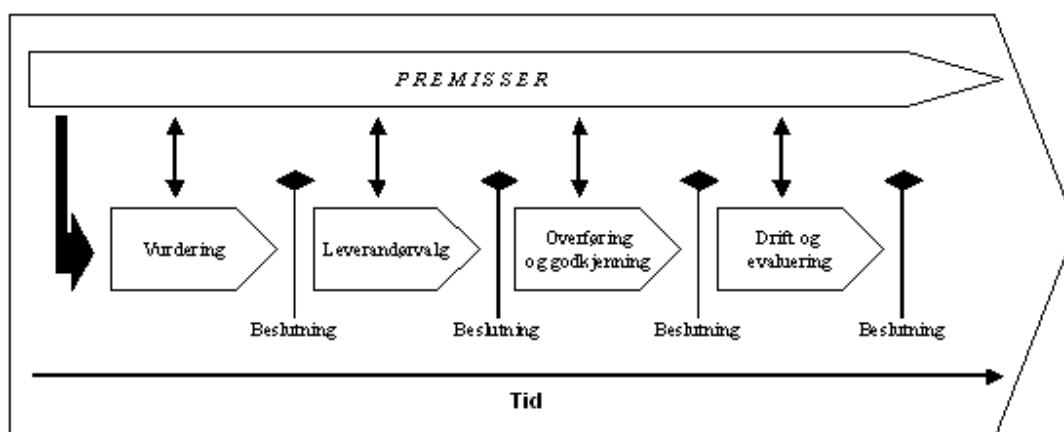 PREMISSER
Vurdering
Leverandørvalg
Overføring
og godkjenning
Drift og
evaluering
Beslutning
Beslutning
Beslutning
Beslutning
Tid